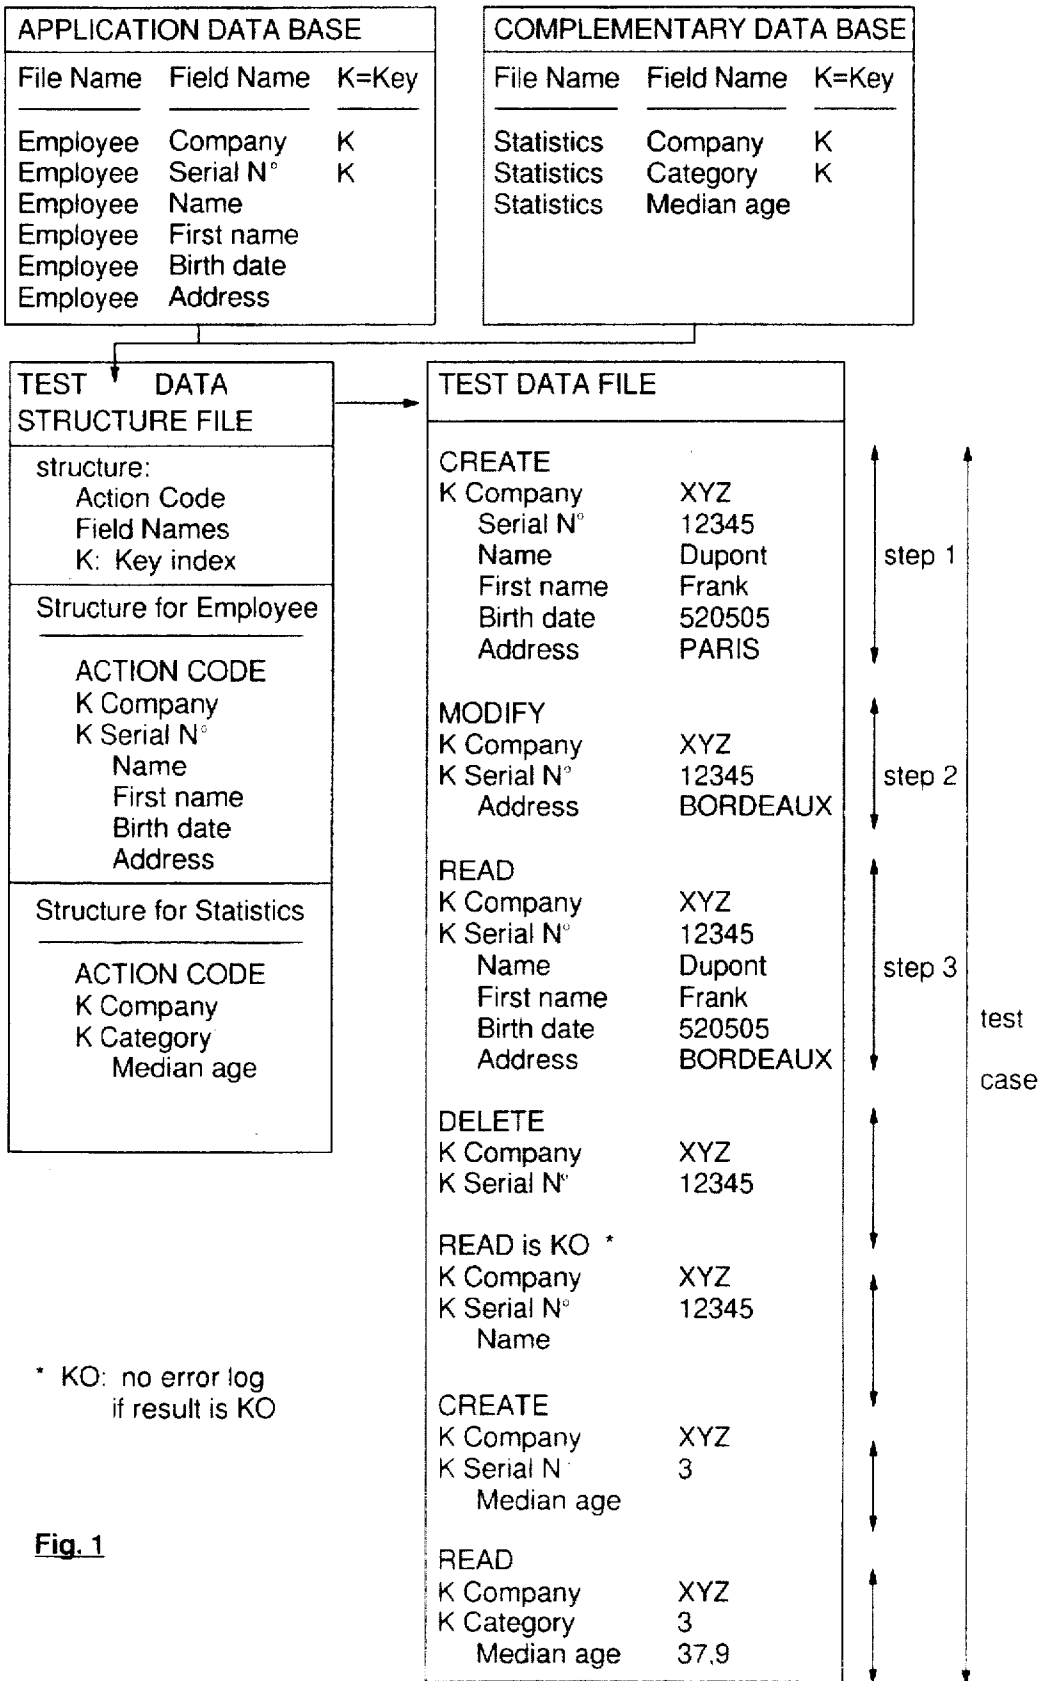 APPLICATION DATA BASE
File Name Field Name K=Key
Employee Company K
Employee Serial N° K
Employee Name
Employee First name
Employee Birth date
Employee Address
COMPLEMENTARY DATA BASE
File Name Field Name K=Key
Statistics Company K
Statistics Category K
Statistics Median age
TEST DATA
STRUCTURE FILE
structure:
Action Code
Field Names
K: Key index
Structure for Employee
ACTION CODE
K Company
K Serial N°
Name
First name
Birth date
Address
Structure for Statistics
ACTION CODE
K Company
K Category
Median age
TEST DATA FILE
CREATE
K Company XYZ
Serial N° 12345
Name Dupont
First name Frank
Birth date 520505
Address PARIS
step 1
MODIFY
K Company XYZ
K Serial N° 12345
Address BORDEAUX
step 2
READ
K Company XYZ
K Serial N° 12345
Name Dupont
First name Frank
Birth date 520505
Address BORDEAUX
step 3
DELETE
K Company XYZ
K Serial N° 12345
READ is KO *
K Company XYZ
K Serial N° 12345
Name
CREATE
K Company XYZ
K Serial N 3
Median age
READ
K Company XYZ
K Category 3
Median age 37,9
test
case
* KO: no error log
if result is KO
Fig. 1